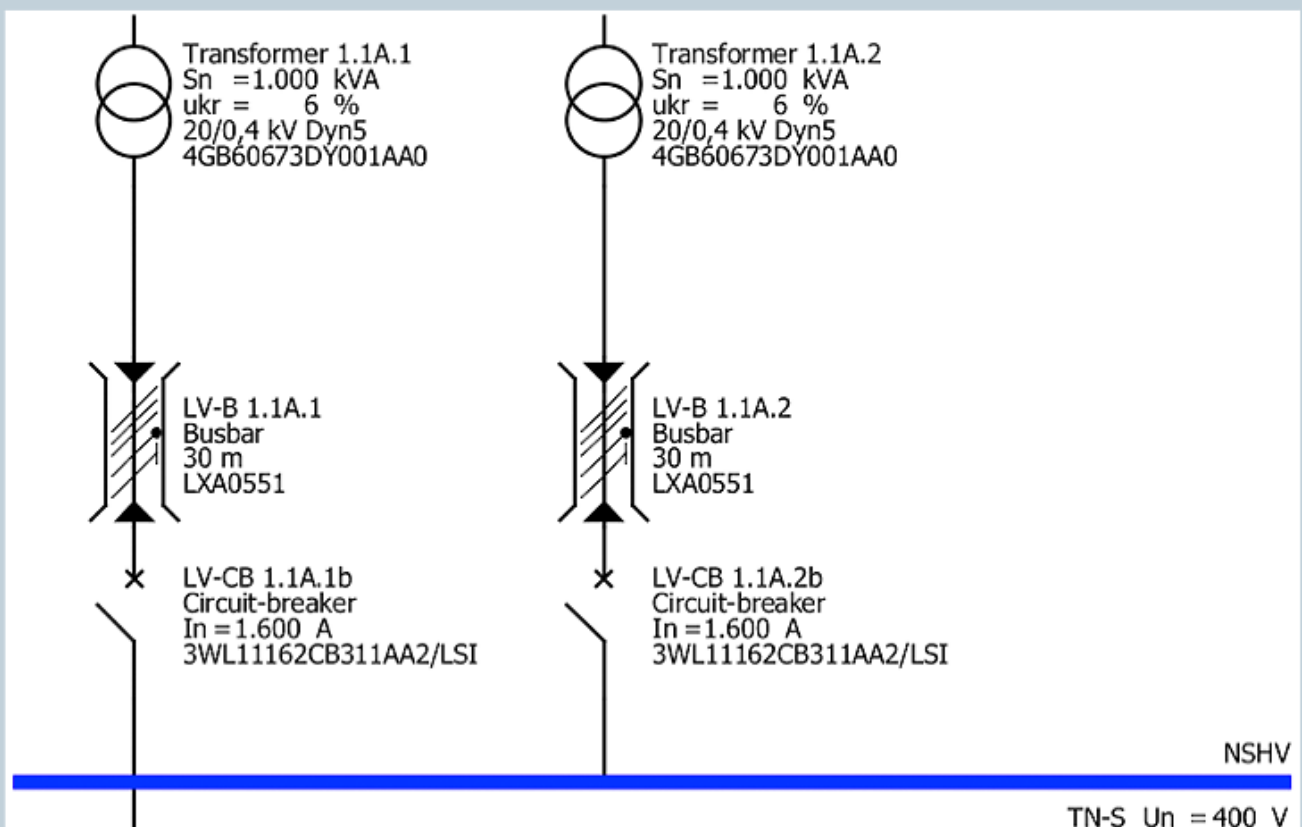 Transformer 1.1A.1
Sn =1.000 kVA
ukr = 6 %
20/0,4 kV Dyn5
4GB60673DY001AA0
Transformer 1.1A.2
Sn =1.000 kVA
ukr = 6 %
20/0,4 kV Dyn5
4GB60673DY001AA0
LV-B 1.1A.1
Busbar
30 m
LXA0551
LV-B 1.1A.2
Busbar
30 m
LXA0551
LV-CB 1.1A.1b
Circuit-breaker
In =1.600 A
3WL11162CB311AA2/LSI
LV-CB 1.1A.2b
Circuit-breaker
In =1.600 A
3WL11162CB311AA2/LSI
NSHV
TN-S Un = 400 V